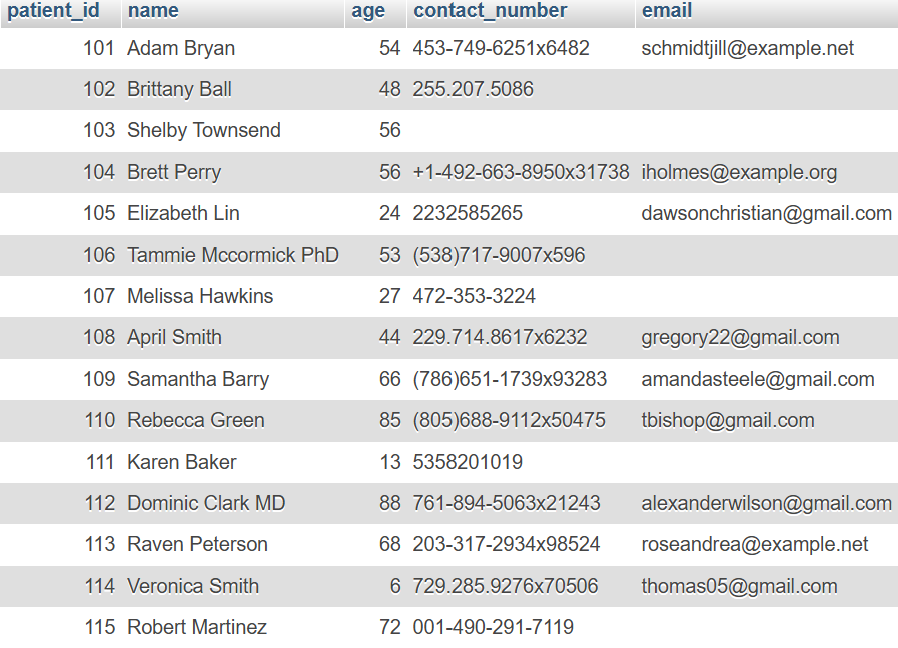 patient_id name age contact_number email
101 Adam Bryan 54 453-749-6251x6482 schmidtjill@example.net
102 Brittany Ball 48 255.207.5086
103 Shelby Townsend 56
104 Brett Perry 56 +1-492-663-8950x31738 iholmes@example.org
105 Elizabeth Lin 24 2232585265 dawsonchristian@gmail.com
106 Tammie Mccormick PhD 53 (538)717-9007x596
107 Melissa Hawkins 27 472-353-3224
108 April Smith 44 229.714.8617x6232 gregory22@gmail.com
109 Samantha Barry 66 (786)651-1739x93283 amandasteele@gmail.com
110 Rebecca Green 85 (805)688-9112x50475 tbishop@gmail.com
111 Karen Baker 13 5358201019
112 Dominic Clark MD 88 761-894-5063x21243 alexanderwilson@gmail.com
113 Raven Peterson 68 203-317-2934x98524 roseandrea@example.net
114 Veronica Smith 6 729.285.9276x70506 thomas05@gmail.com
115 Robert Martinez 72 001-490-291-7119